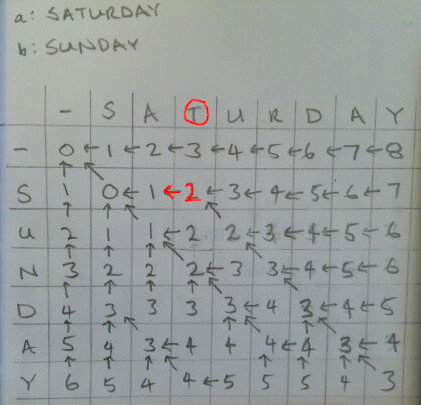 a: SATURDAY
b: SUNDAY
- S A T U R D A Y
- 0 ← 1 ← 2 ← 3 ← 4 ← 5 ← 6 ← 7 ← 8
S 1 0 ← 1 ← 2 ← 3 ← 4 ← 5 ← 6 ← 7
U 2 1 1 ← 2 2 ← 3 ← 4 ← 5 ← 6
N 3 2 2 2 ← 3 3 ← 4 ← 5 ← 6
D 4 3 3 3 3 ← 4 3 ← 4 ← 5
A 5 4 3 ← 4 4 4 ← 4 3 ← 4
Y 6 5 4 4 ← 5 5 5 4 3